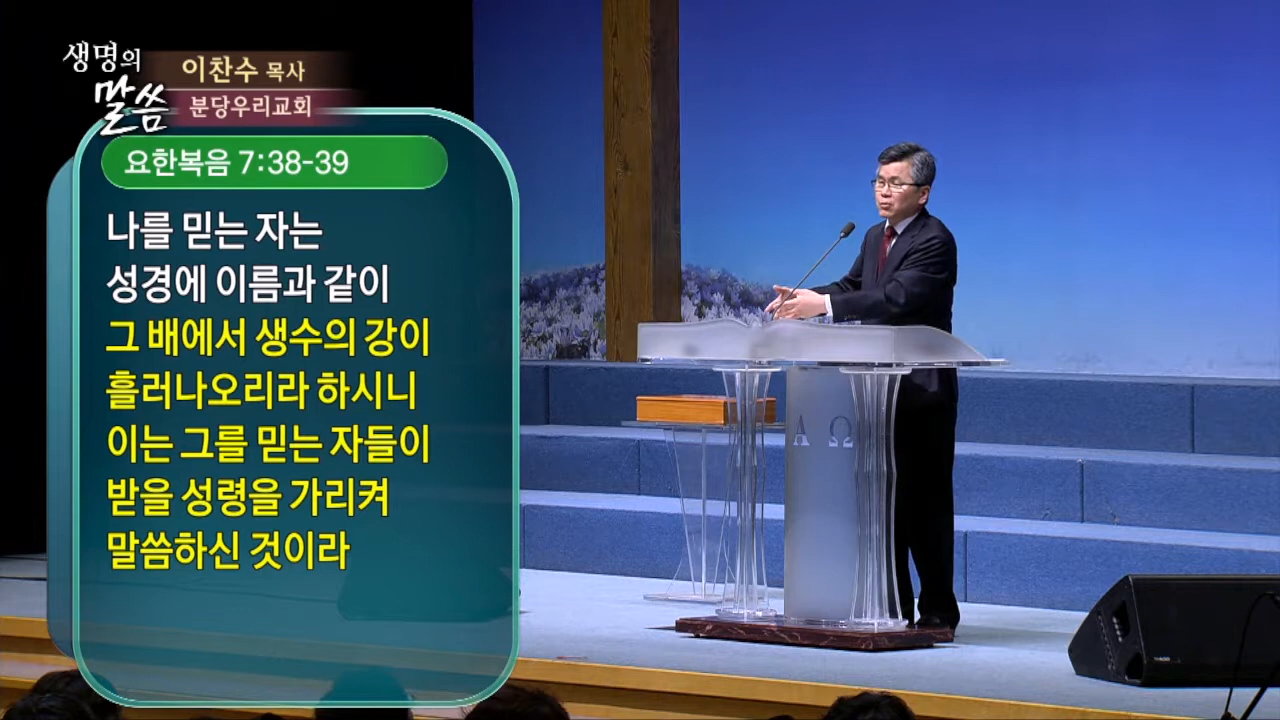 생명의
말씀
이찬수 목사
분당우리교회
요한복음 7:38-39
나를 믿는 자는
성경에 이름과 같이
그 배에서 생수의 강이
흘러나오리라 하시니
이는 그를 믿는 자들이
받을 성령을 가리켜
말씀하신 것이라
Α Ω